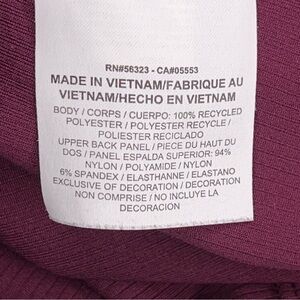 RN#56323 - CA#05553
MADE IN VIETNAM/FABRIQUE AU
VIETNAM/HECHO EN VIETNAM
BODY / CORPS / CUERPO: 100% RECYCLED
POLYESTER / POLYESTER RECYCLE /
POLIESTER RECICLADO
UPPER BACK PANEL / PIECE DU HAUT DU
DOS / PANEL ESPALDA SUPERIOR: 94%
NYLON / POLYAMIDE / NYLON
6% SPANDEX / ELASTHANNE / ELASTANO
EXCLUSIVE OF DECORATION / DECORATION
NON COMPRISE / NO INCLUYE LA
DECORACION